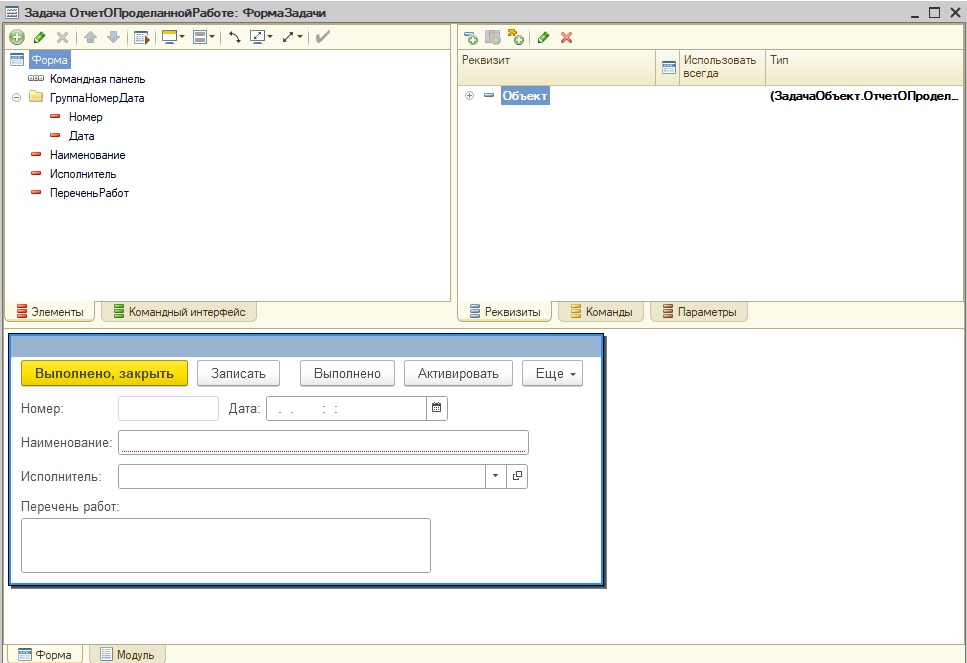 Задача ОтчетОПроделаннойРаботе: ФормаЗадачи
Форма
Командная панель
ГруппаНомерДата
Номер
Дата
Наименование
Исполнитель
ПереченьРабот
Элементы
Командный интерфейс
Реквизит
Использовать всегда
Тип
Объект
(ЗадачаОбъект.ОтчетОПродел...
Реквизиты
Команды
Параметры
Выполнено, закрыть
Записать
Выполнено
Активировать
Еще
Номер:
Дата: . . : :
Наименование:
Исполнитель:
Перечень работ:
Форма
Модуль